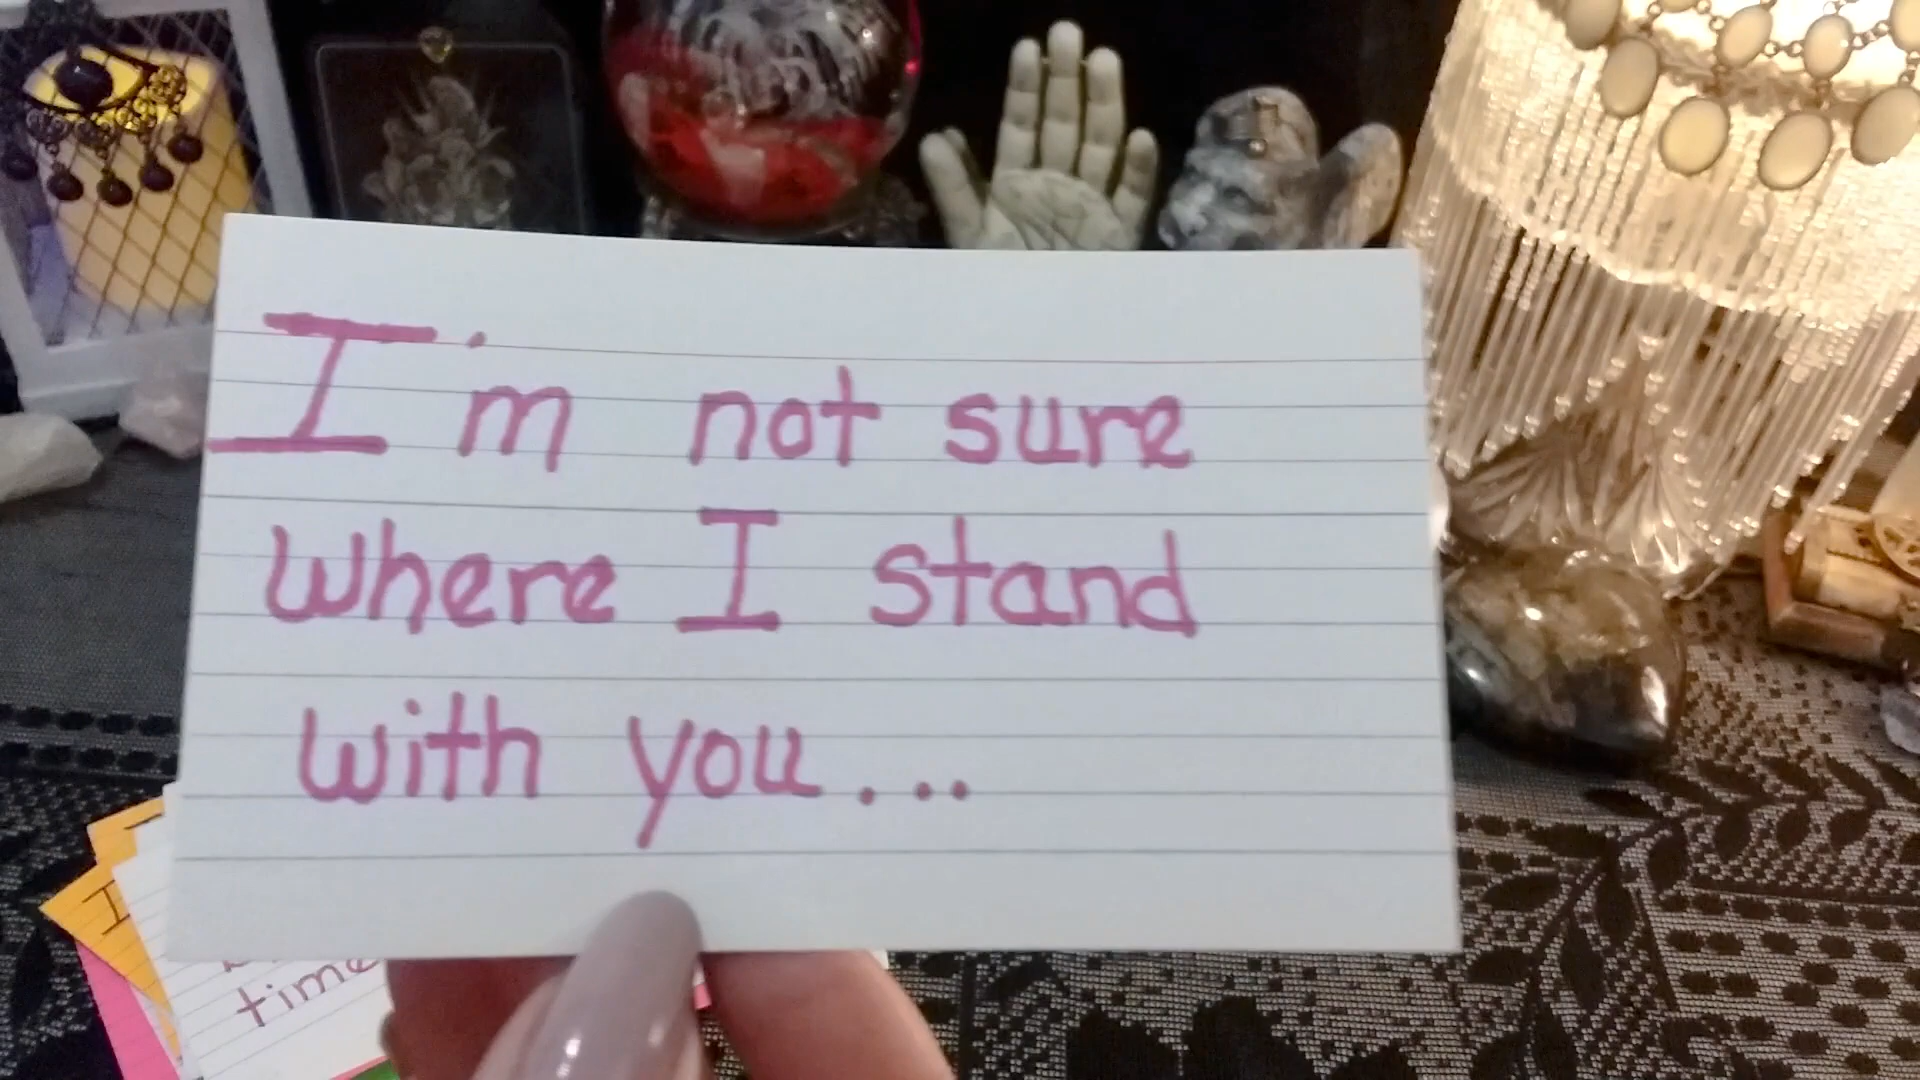 I'm not sure
where I stand
with you...
I
time